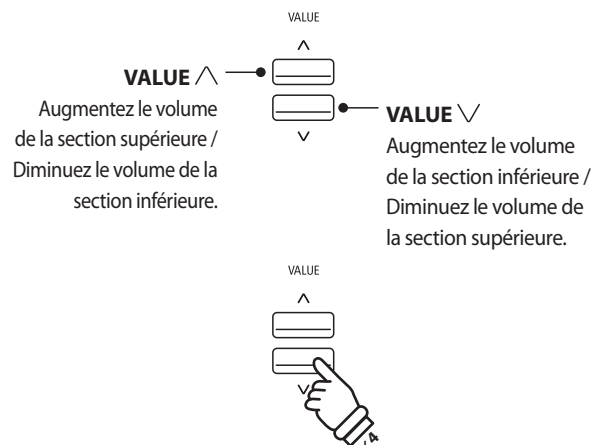 VALUE
VALUE ∧
Augmentez le volume
de la section supérieure /
Diminuez le volume de la
section inférieure.
VALUE ∨
Augmentez le volume
de la section inférieure /
Diminuez le volume de
la section supérieure.
VALUE